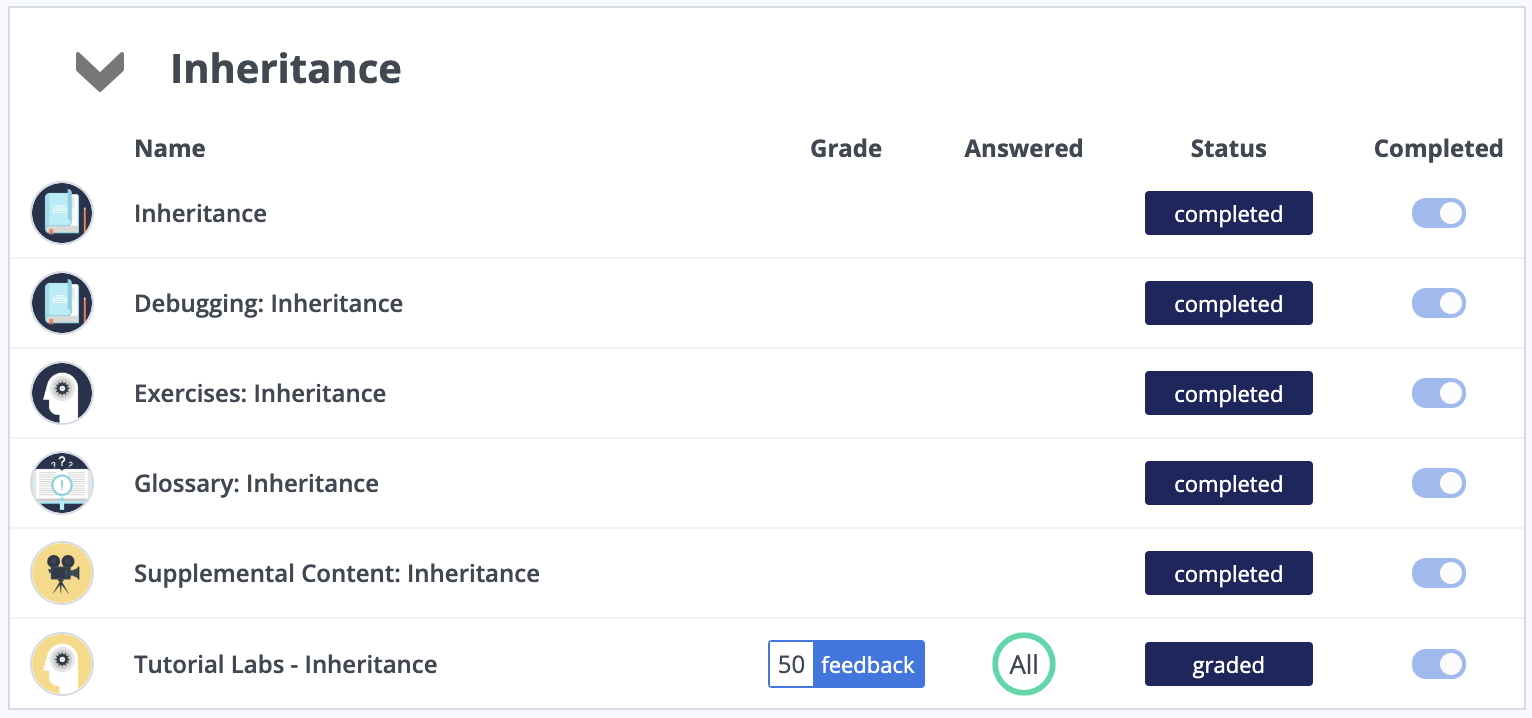 Inheritance
Name Grade Answered Status Completed
Inheritance completed
Debugging: Inheritance completed
Exercises: Inheritance completed
Glossary: Inheritance completed
Supplemental Content: Inheritance completed
Tutorial Labs - Inheritance 50 feedback All graded